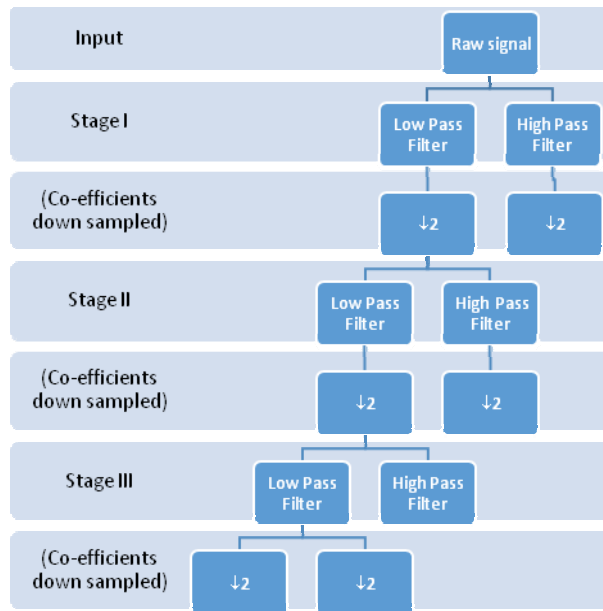 Input
Raw signal
Stage I
Low Pass
Filter
High Pass
Filter
(Co-efficients
down sampled)
↓2
↓2
Stage II
Low Pass
Filter
High Pass
Filter
(Co-efficients
down sampled)
↓2
↓2
Stage III
Low Pass
Filter
High Pass
Filter
(Co-efficients
down sampled)
↓2
↓2